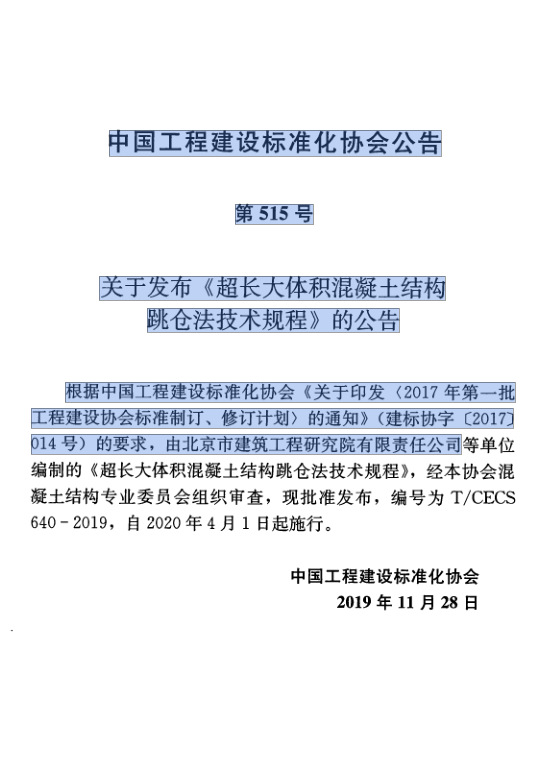 中国工程建设标准化协会公告
第 515 号
关于发布《超长大体积混凝土结构
跳仓法技术规程》的公告
根据中国工程建设标准化协会《关于印发〈2017 年第一批
工程建设协会标准制订、修订计划〉的通知》（建标协字〔2017〕
014 号）的要求，由北京市建筑工程研究院有限责任公司等单位
编制的《超长大体积混凝土结构跳仓法技术规程》，经本协会混
凝土结构专业委员会组织审查，现批准发布，编号为 T/CECS
640－2019，自 2020 年 4 月 1 日起施行。
中国工程建设标准化协会
2019 年 11 月 28 日